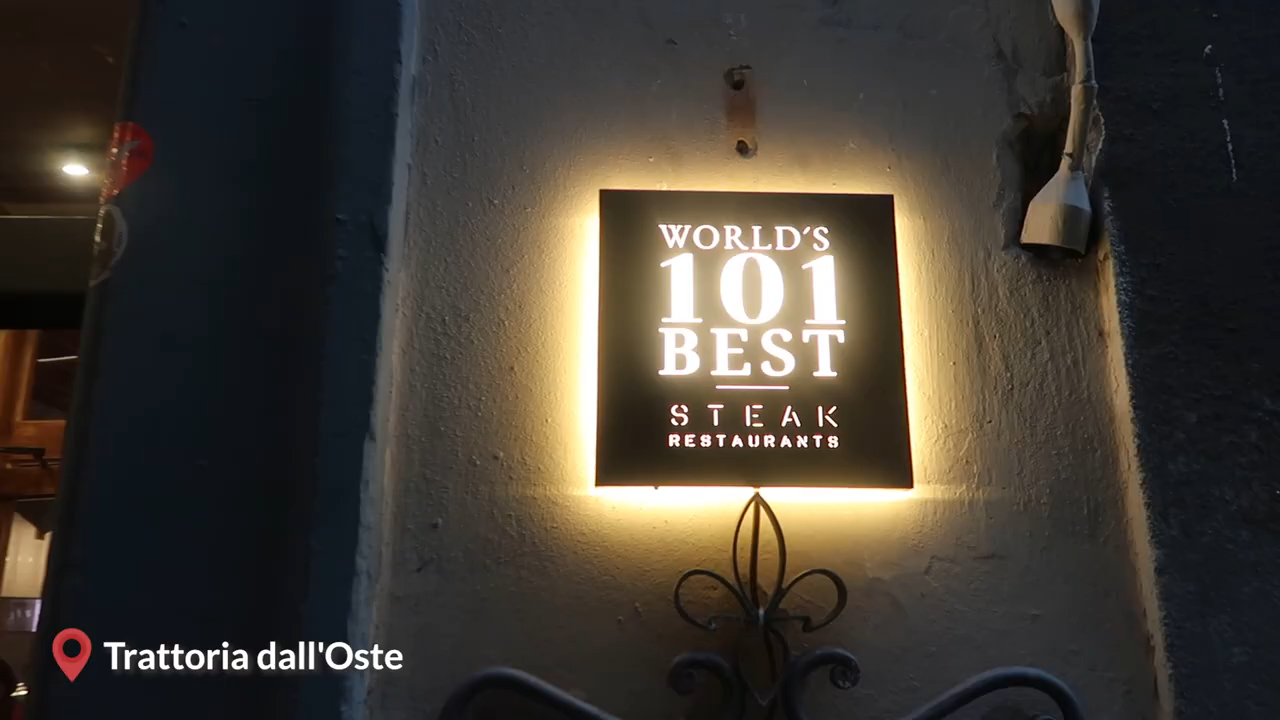 WORLD'S
101
BEST
STEAK
RESTAURANTS
Trattoria dall'Oste